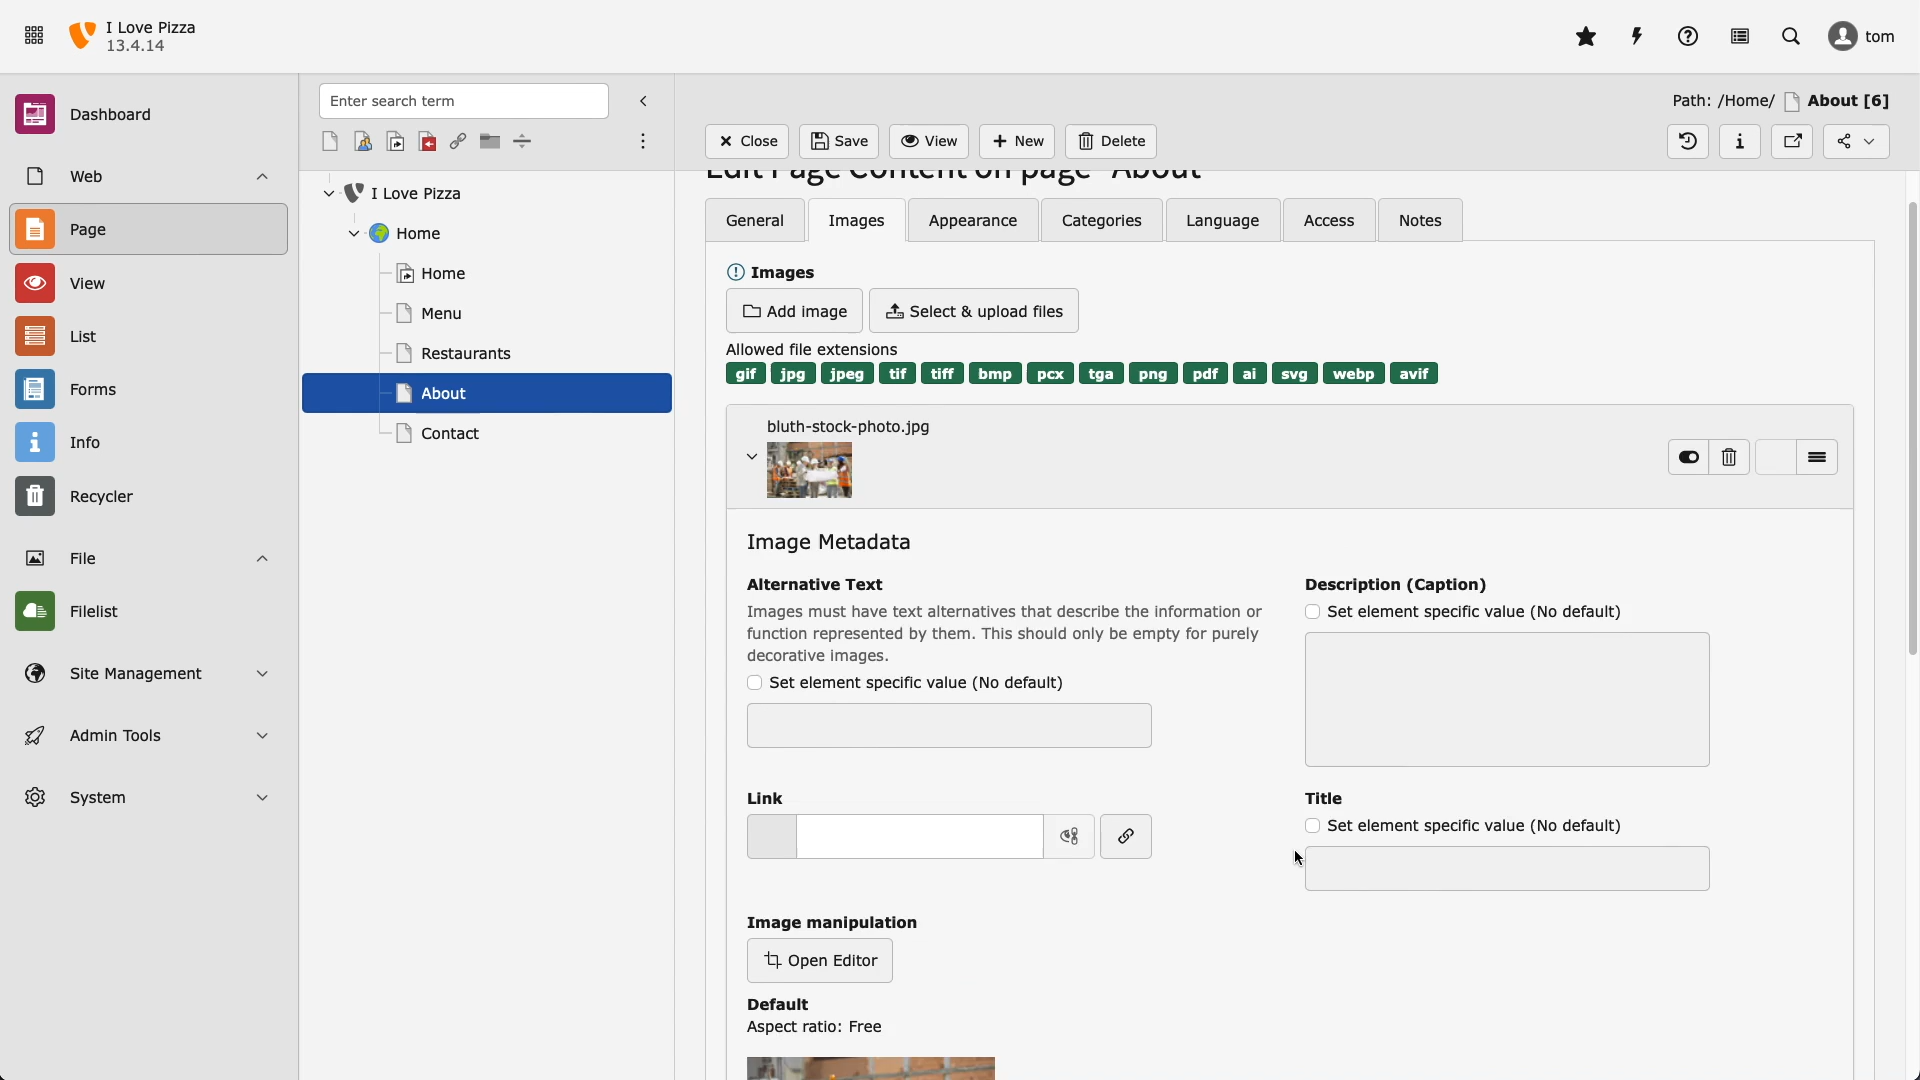 I Love Pizza
13.4.14
tom
Dashboard
Web
Page
View
List
Forms
Info
Recycler
File
Filelist
Site Management
Admin Tools
System
Enter search term
I Love Pizza
Home
Home
Menu
Restaurants
About
Contact
Path: /Home/ About [6]
Close Save View New Delete
Edit Page Content on page "About"
General Images Appearance Categories Language Access Notes
Images
Add image Select & upload files
Allowed file extensions
gif jpg jpeg tif tiff bmp pcx tga png pdf ai svg webp avif
bluth-stock-photo.jpg
Image Metadata
Alternative Text
Images must have text alternatives that describe the information or
function represented by them. This should only be empty for purely
decorative images.
Set element specific value (No default)
Description (Caption)
Set element specific value (No default)
Link
Title
Set element specific value (No default)
Image manipulation
Open Editor
Default
Aspect ratio: Free